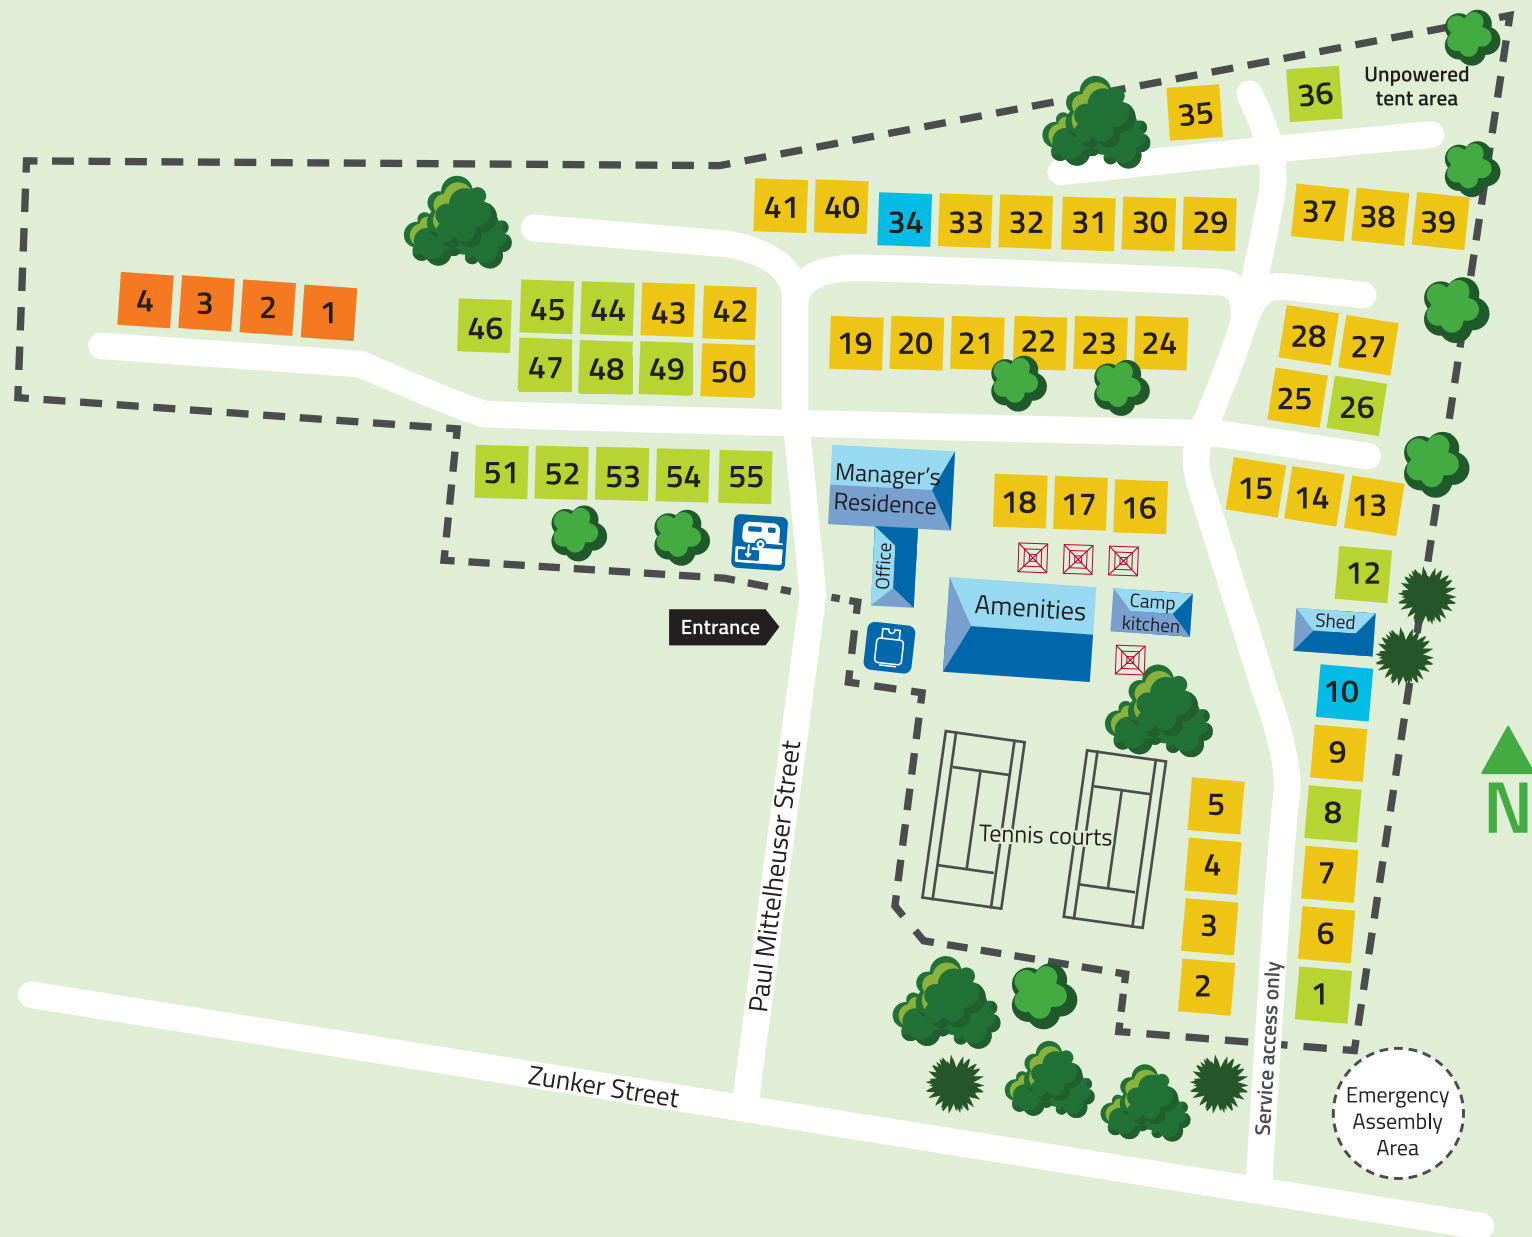 Unpowered
tent area
36
35
41 40 34 33 32 31 30 29
37 38 39
4 3 2 1
46
45 44 43 42
47 48 49 50
19 20 21 22 23 24
28 27
25 26
51 52 53 54 55
Manager's
Residence
Office
18 17 16
15 14 13
12
Amenities
Camp
kitchen
Shed
Entrance
10
9
8
7
6
1
5
4
3
2
Tennis courts
N
Paul Mittelheuser Street
Service access only
Zunker Street
Emergency
Assembly
Area